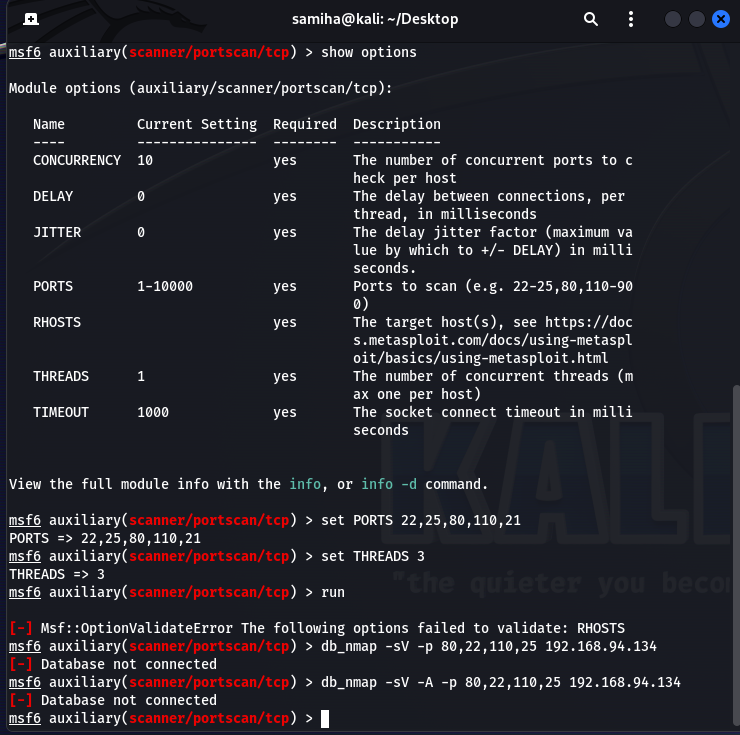 samiha@kali: ~/Desktop
msf6 auxiliary(scanner/portscan/tcp) > show options
Module options (auxiliary/scanner/portscan/tcp):
Name Current Setting Required Description
---- --------------- -------- -----------
CONCURRENCY 10 yes The number of concurrent ports to c
heck per host
DELAY 0 yes The delay between connections, per
thread, in milliseconds
JITTER 0 yes The delay jitter factor (maximum va
lue by which to +/- DELAY) in milli
seconds.
PORTS 1-10000 yes Ports to scan (e.g. 22-25,80,110-90
0)
RHOSTS yes The target host(s), see https://doc
s.metasploit.com/docs/using-metaspl
oit/basics/using-metasploit.html
THREADS 1 yes The number of concurrent threads (m
ax one per host)
TIMEOUT 1000 yes The socket connect timeout in milli
seconds
KALI
View the full module info with the info, or info -d command.
msf6 auxiliary(scanner/portscan/tcp) > set PORTS 22,25,80,110,21
PORTS => 22,25,80,110,21
msf6 auxiliary(scanner/portscan/tcp) > set THREADS 3
THREADS => 3
"the quieter you becom
msf6 auxiliary(scanner/portscan/tcp) > run
[-] Msf::OptionValidateError The following options failed to validate: RHOSTS
msf6 auxiliary(scanner/portscan/tcp) > db_nmap -sV -p 80,22,110,25 192.168.94.134
[-] Database not connected
msf6 auxiliary(scanner/portscan/tcp) > db_nmap -sV -A -p 80,22,110,25 192.168.94.134
[-] Database not connected
msf6 auxiliary(scanner/portscan/tcp) >